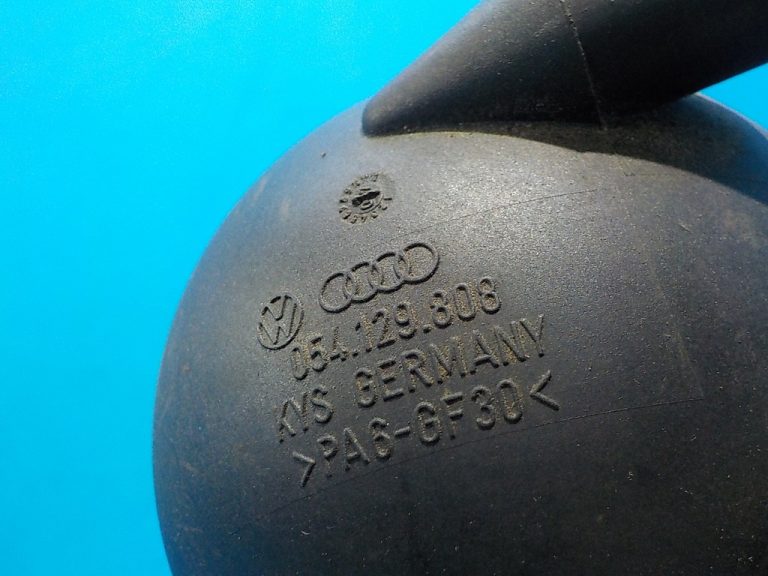 054.129.808
KYS GERMANY
>PA6-GF30<